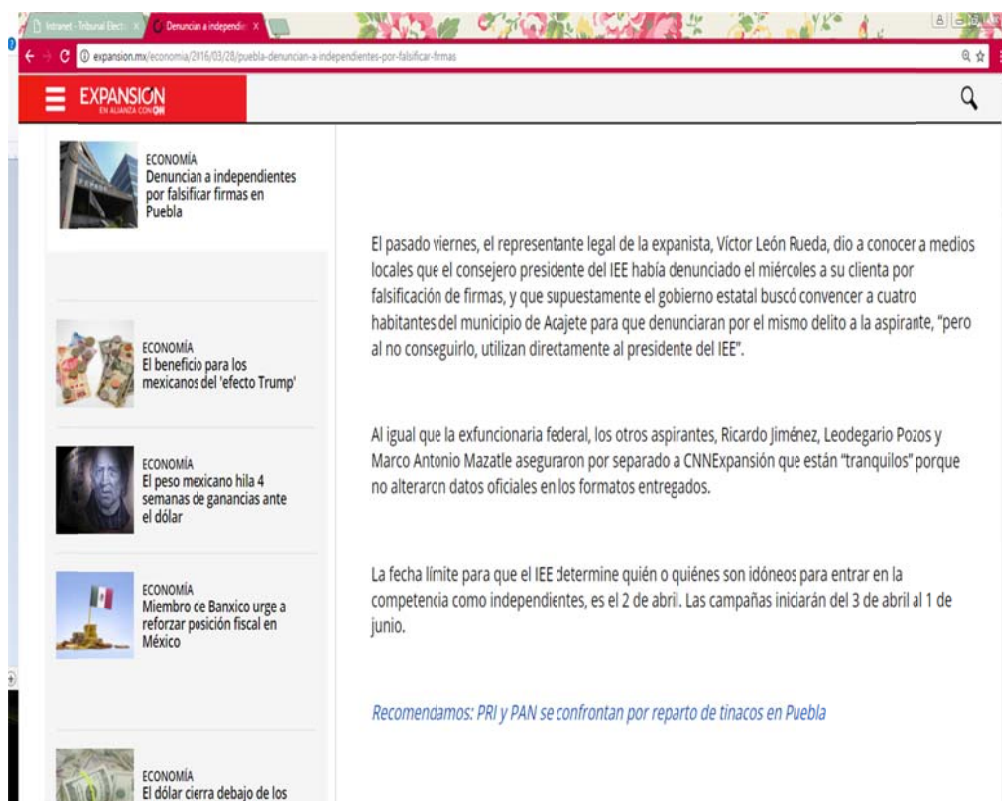 Intranet - Tribunal Elect
Denuncian a independie
expansion.mx/economia/2016/03/28/puebla-denuncian-a-independientes-por-falsificar-firmas
EXPANSIÓN
EN ALIANZA CON CNN
ECONOMÍA
Denuncian a independientes
por falsificar firmas en
Puebla
ECONOMÍA
El beneficio para los
mexicanos del 'efecto Trump'
ECONOMÍA
El peso mexicano hila 4
semanas de ganancias ante
el dólar
ECONOMÍA
Miembro de Banxico urge a
reforzar posición fiscal en
México
ECONOMÍA
El dólar cierra debajo de los
El pasado viernes, el representante legal de la expanista, Víctor León Rueda, dio a conocer a medios
locales que el consejero presidente del IEE había denunciado el miércoles a su clienta por
falsificación de firmas, y que supuestamente el gobierno estatal buscó convencer a cuatro
habitantes del municipio de Acajete para que denunciaran por el mismo delito a la aspirante, “pero
al no conseguirlo, utilizan directamente al presidente del IEE”.
Al igual que la exfuncionaria federal, los otros aspirantes, Ricardo Jiménez, Leodegario Pozos y
Marco Antonio Mazatle aseguraron por separado a CNNExpansión que están “tranquilos” porque
no alteraron datos oficiales en los formatos entregados.
La fecha límite para que el IEE determine quién o quiénes son idóneos para entrar en la
competencia como independientes, es el 2 de abril. Las campañas iniciarán del 3 de abril al 1 de
junio.
Recomendamos: PRI y PAN se confrontan por reparto de tinacos en Puebla